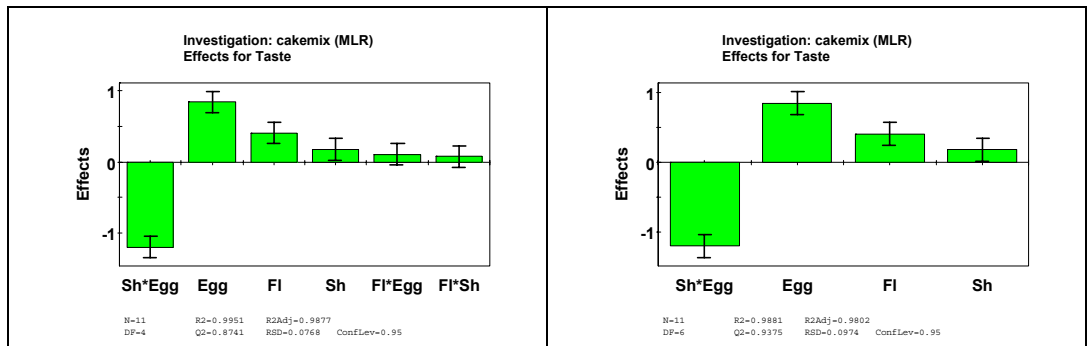 Investigation: cakemix (MLR)
Effects for Taste
1
0
-1
Effects
Sh*Egg Egg Fl Sh Fl*Egg Fl*Sh
N=11 R2=0.9951 R2Adj=0.9877
DF=4 Q2=0.8741 RSD=0.0768 ConfLev=0.95
Investigation: cakemix (MLR)
Effects for Taste
1
0
-1
Effects
Sh*Egg Egg Fl Sh
N=11 R2=0.9881 R2Adj=0.9802
DF=6 Q2=0.9375 RSD=0.0974 ConfLev=0.95